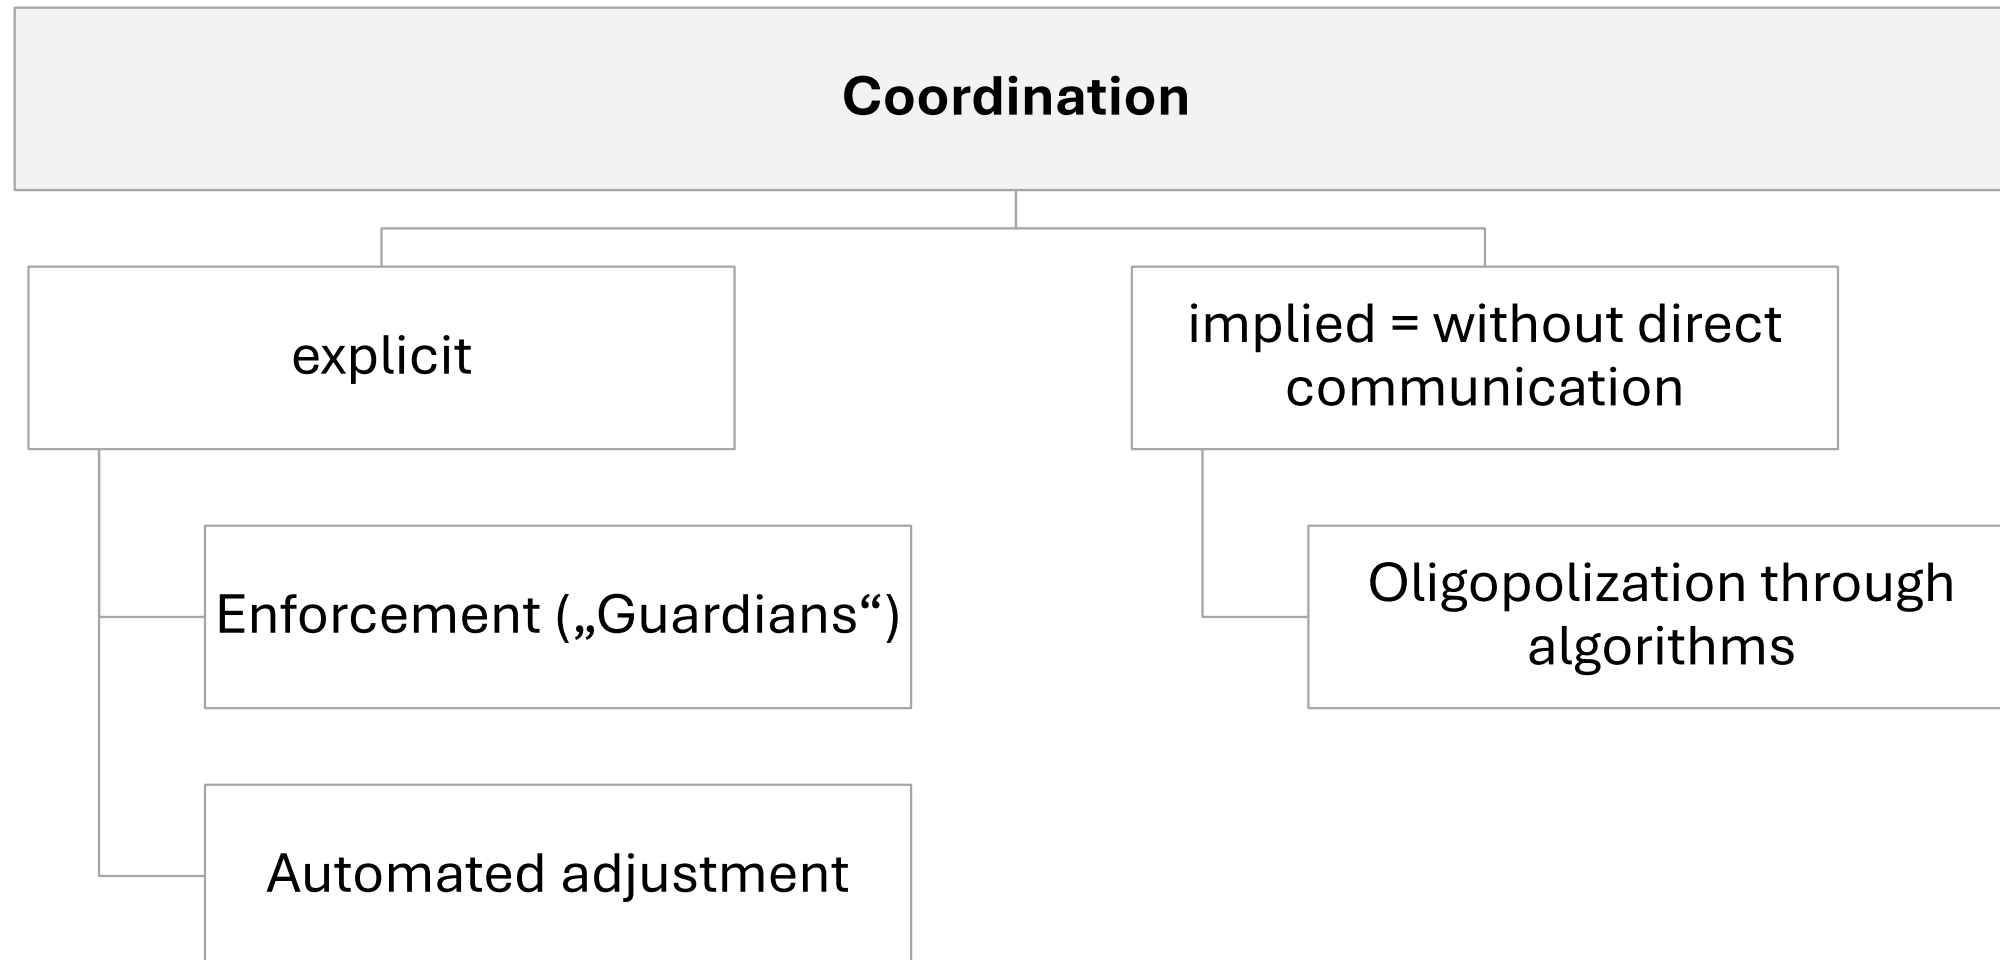 Coordination
explicit
implied = without direct
communication
Enforcement („Guardians“)
Oligopolization through
algorithms
Automated adjustment